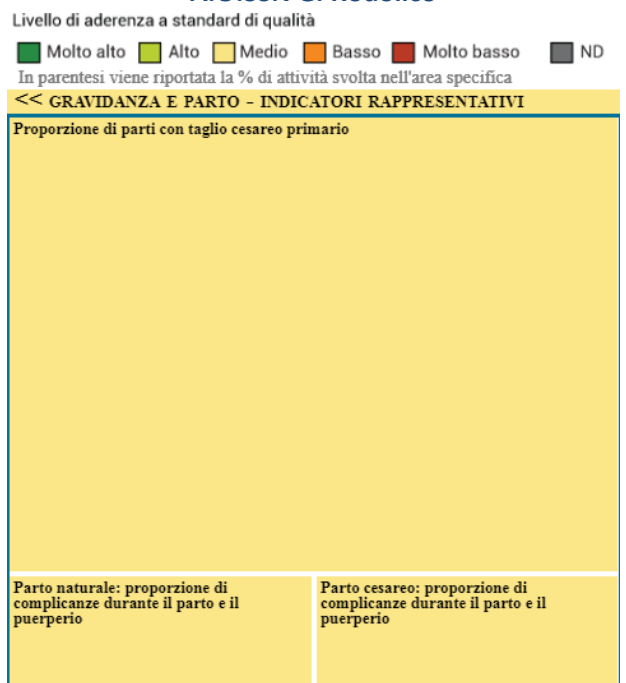 Livello di aderenza a standard di qualità
Molto alto Alto Medio Basso Molto basso ND
In parentesi viene riportata la % di attività svolta nell'area specifica
<< GRAVIDANZA E PARTO - INDICATORI RAPPRESENTATIVI
Proporzione di parti con taglio cesareo primario
Parto naturale: proporzione di
complicanze durante il parto e il
puerperio
Parto cesareo: proporzione di
complicanze durante il parto e il
puerperio